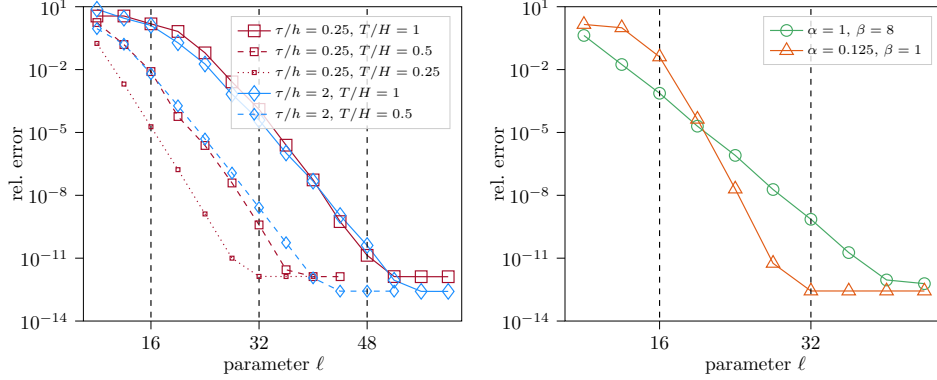 10^1
10^−2
10^−5
10^−8
10^−11
10^−14
rel. error
16
32
48
parameter ℓ
τ/h = 0.25, T/H = 1
τ/h = 0.25, T/H = 0.5
τ/h = 0.25, T/H = 0.25
τ/h = 2, T/H = 1
τ/h = 2, T/H = 0.5
10^1
10^−2
10^−5
10^−8
10^−11
10^−14
rel. error
16
32
parameter ℓ
α = 1, β = 8
α = 0.125, β = 1